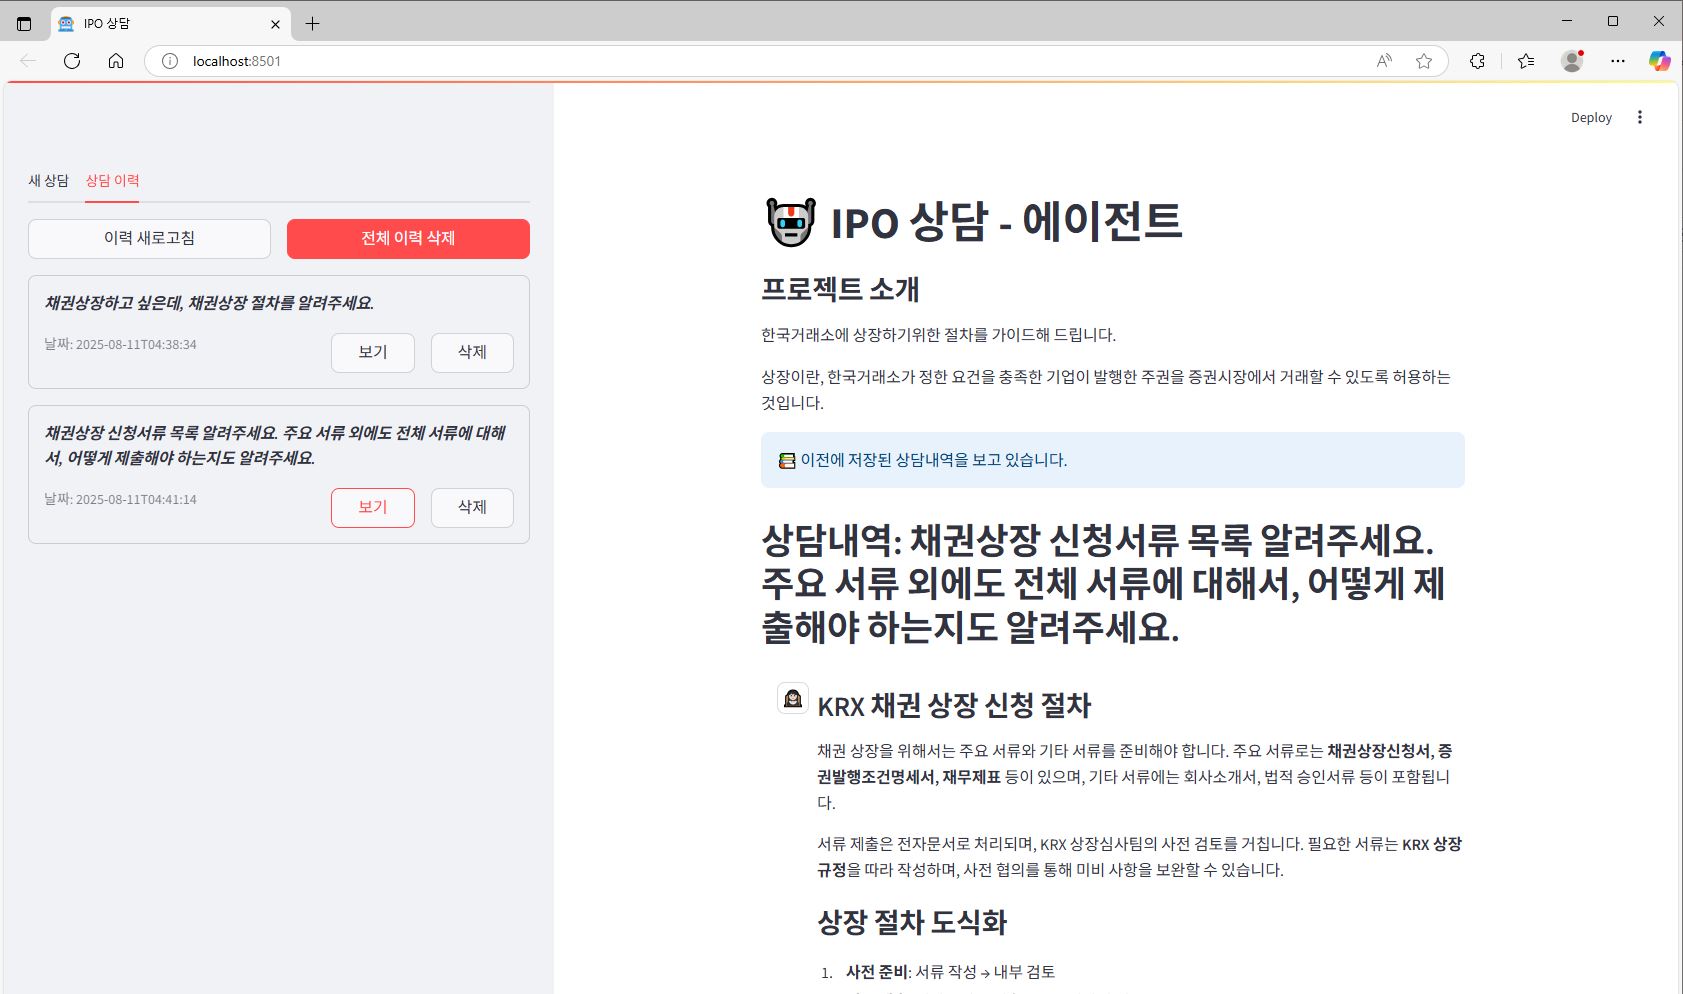 IPO 상담
localhost:8501
Deploy
새 상담 상담 이력
이력 새로고침 전체 이력 삭제
채권상장하고 싶은데, 채권상장 절차를 알려주세요.
날짜: 2025-08-11T04:38:34
보기 삭제
채권상장 신청서류 목록 알려주세요. 주요 서류 외에도 전체 서류에 대해
서, 어떻게 제출해야 하는지도 알려주세요.
날짜: 2025-08-11T04:41:14
보기 삭제
IPO 상담 - 에이전트
프로젝트 소개
한국거래소에 상장하기위한 절차를 가이드해 드립니다.
상장이란, 한국거래소가 정한 요건을 충족한 기업이 발행한 주권을 증권시장에서 거래할 수 있도록 허용하는
것입니다.
이전에 저장된 상담내역을 보고 있습니다.
상담내역: 채권상장 신청서류 목록 알려주세요.
주요 서류 외에도 전체 서류에 대해서, 어떻게 제
출해야 하는지도 알려주세요.
KRX 채권 상장 신청 절차
채권 상장을 위해서는 주요 서류와 기타 서류를 준비해야 합니다. 주요 서류로는 채권상장신청서, 증
권발행조건명세서, 재무제표 등이 있으며, 기타 서류에는 회사소개서, 법적 승인서류 등이 포함됩니
다.
서류 제출은 전자문서로 처리되며, KRX 상장심사팀의 사전 검토를 거칩니다. 필요한 서류는 KRX 상장
규정을 따라 작성하며, 사전 협의를 통해 미비 사항을 보완할 수 있습니다.
상장 절차 도식화
1. 사전 준비: 서류 작성 → 내부 검토